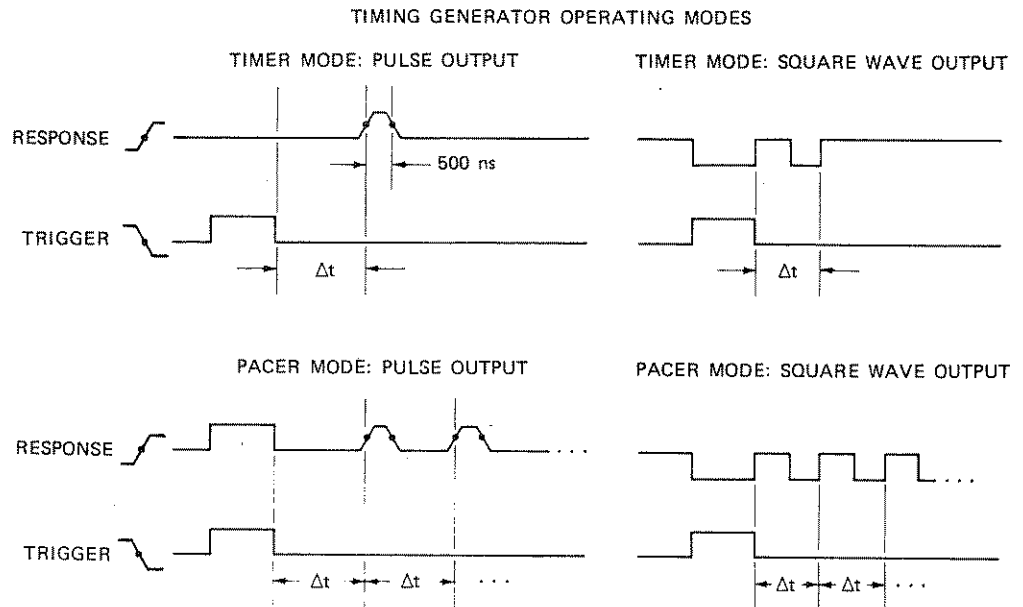 TIMING GENERATOR OPERATING MODES
TIMER MODE: PULSE OUTPUT
TIMER MODE: SQUARE WAVE OUTPUT
RESPONSE
500 ns
TRIGGER
Δt
Δt
PACER MODE: PULSE OUTPUT
PACER MODE: SQUARE WAVE OUTPUT
RESPONSE
. . . .
. . . .
TRIGGER
Δt
Δt
. . .
Δt
Δt
. . .